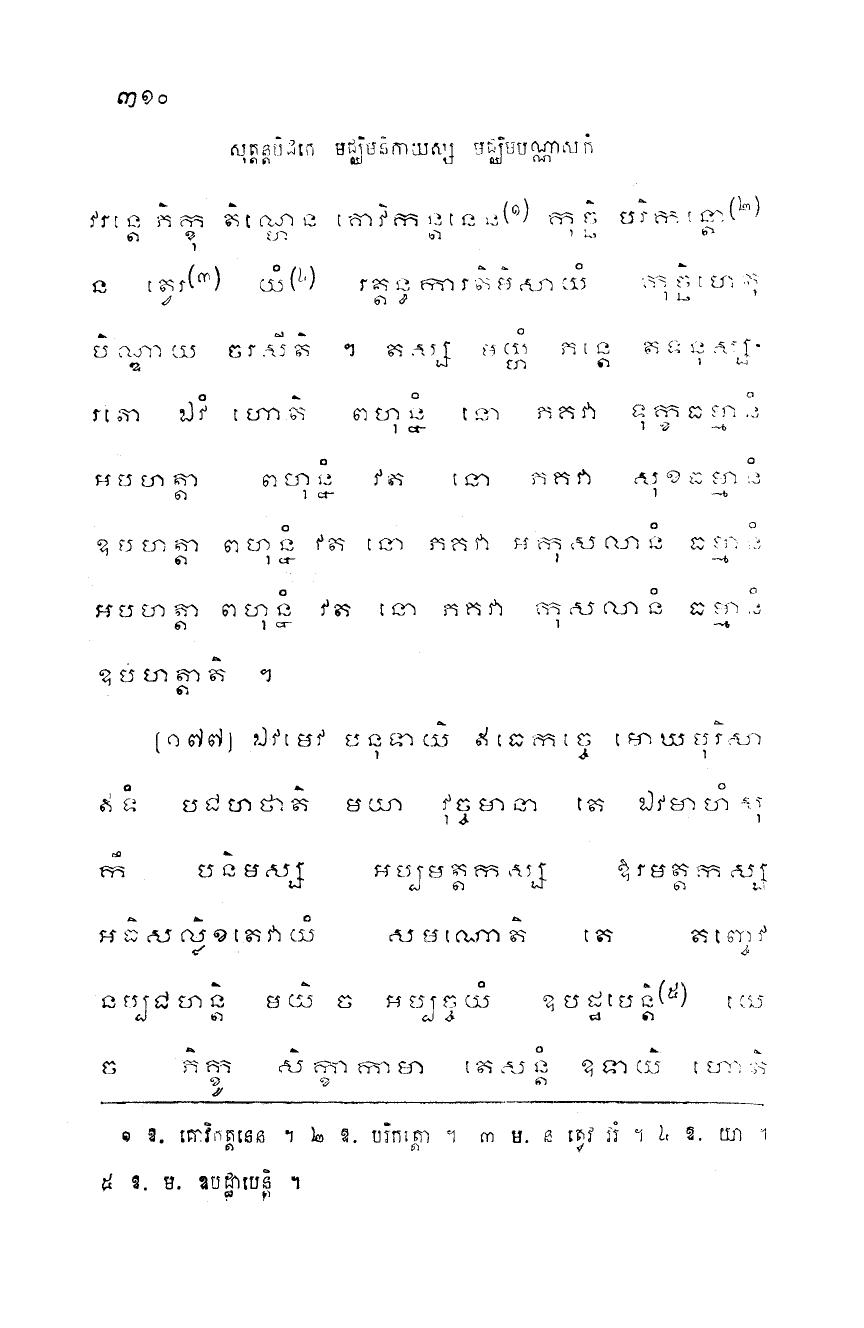 ៣១០
សុត្តន្តបិដកេ មជ្ឈិមនិកាយស្ស មជ្ឈិមបណ្ណាសកំ
វរន្តេ ភិក្ខុ តិណ្ហេន គោវិកន្តនេន(១) កុច្ឆិ បរិកន្តោ(២)
ន ត្វេវ(៣) យំ(៤) រត្តន្ធការតិមិសាយំ កុច្ឆិហេតុ
បិណ្ឌាយ ចរសីតិ ។ តស្ស មយ្ហំ ភន្តេ តទនុស្ស-
រតោ ឯវំ ហោតិ ពហុន្នំ នោ ភគវា ទុក្ខធម្មានំ
អបហត្តា ពហុន្នំ វត នោ ភគវា សុខធម្មានំ
ឧបហត្តា ពហុន្នំ វត នោ ភគវា អកុសលានំ ធម្មានំ
អបហត្តា ពហុន្នំ វត នោ ភគវា កុសលានំ ធម្មានំ
ឧបហត្តាតិ ។
[១៧៧] ឯវមេវ បនុទាយិ ឥធេកច្ចេ មោឃបុរិសា
ឥទំ បជហថាតិ មយា វុច្ចមានា តេ ឯវមាហំសុ
កឹ បនិមស្ស អប្បមត្តកស្ស ឱរមត្តកស្ស
អធិសល្លិខតេវាយំ សមណោតិ តេ តញ្ចេវ
នប្បជហន្តិ មយិ ច អប្បច្ចយំ ឧបដ្ឋបេន្តិ(៥) យេ
ច ភិក្ខូ សិក្ខាកាមា តេសន្តំ ឧទាយិ ហោតិ
១ ឱ. គោវិកត្តនេន ។ ២ ឱ. បរិកត្តោ ។ ៣ ម. ន ត្វេវ វរំ ។ ៤ ឱ. យា ។
៥ ឱ. ម. ឧបដ្ឋាបេន្តិ ។